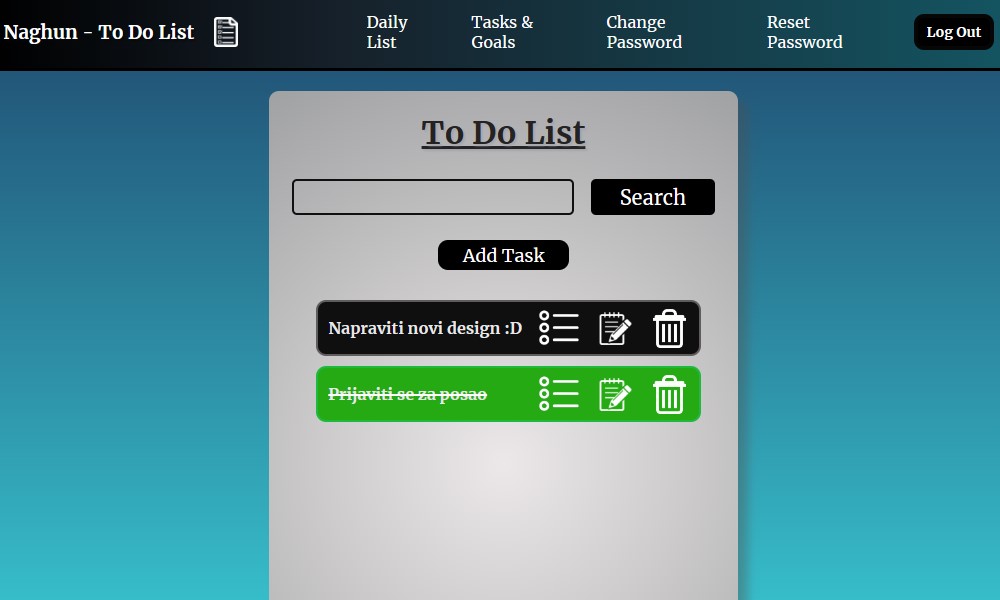 Naghun - To Do List
Daily
List
Tasks &
Goals
Change
Password
Reset
Password
Log Out
To Do List
Search
Add Task
Napraviti novi design :D
Prijaviti se za posao